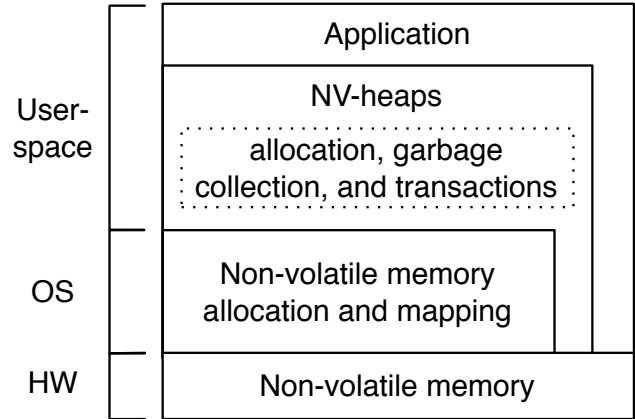 Application
NV-heaps
User-
space
allocation, garbage
collection, and transactions
OS
Non-volatile memory
allocation and mapping
HW
Non-volatile memory